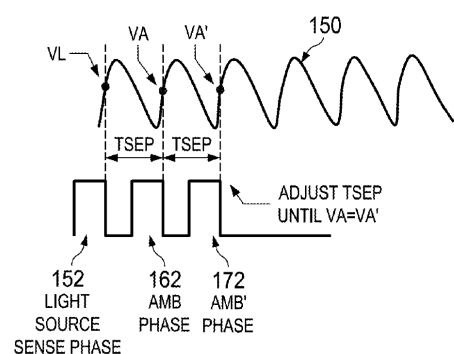 VL
VA
VA'
150
TSEP
TSEP
ADJUST TSEP
UNTIL VA=VA'
152
LIGHT
SOURCE
SENSE PHASE
162
AMB
PHASE
172
AMB'
PHASE